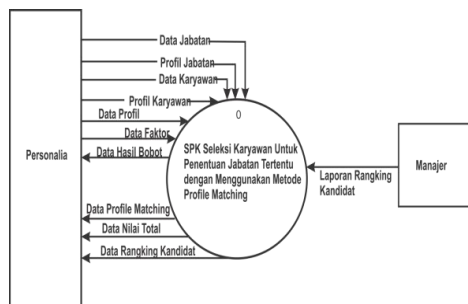 Data Jabatan
Profil Jabatan
Data Karyawan
Profil Karyawan
Data Profil
Data Faktor
Data Hasil Bobot
Personalia
0
SPK Seleksi Karyawan Untuk
Penentuan Jabatan Tertentu
dengan Menggunakan Metode
Profile Matching
Manajer
Laporan Rangking
Kandidat
Data Profile Matching
Data Nilai Total
Data Rangking Kandidat